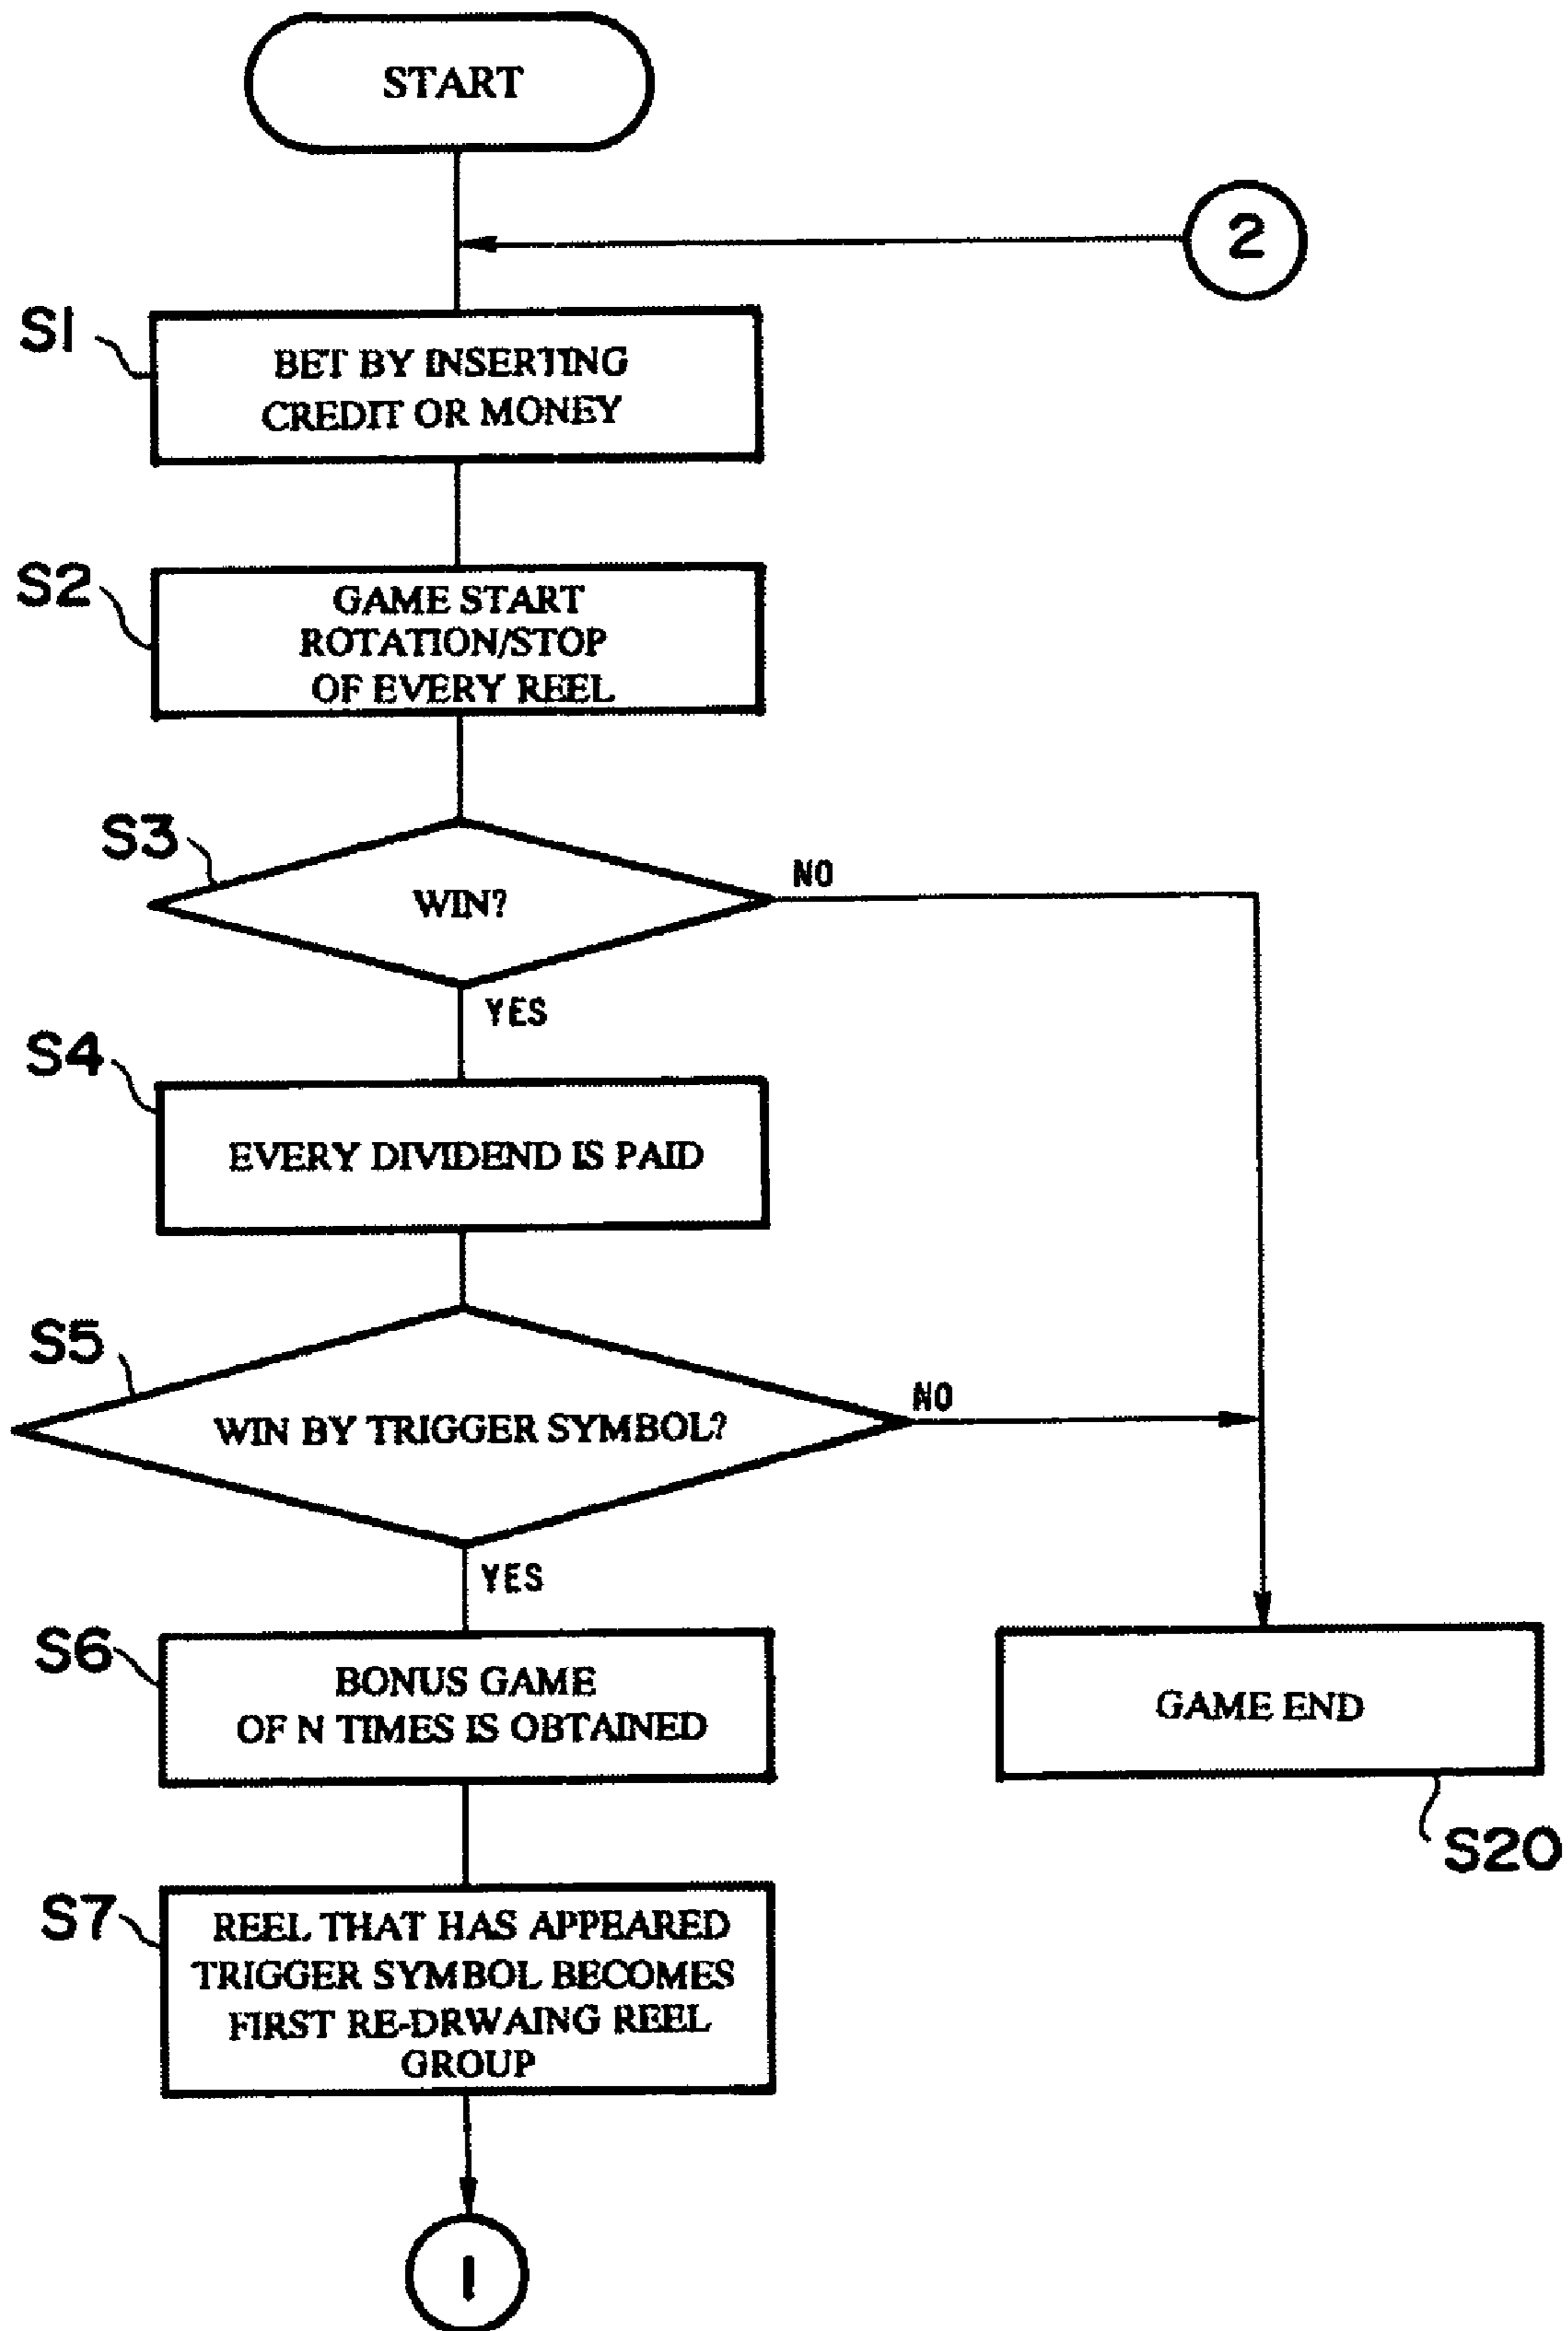 START
2
S1
BET BY INSERTING
CREDIT OR MONEY
S2
GAME START
ROTATION/STOP
OF EVERY REEL
S3
WIN?
NO
YES
S4
EVERY DIVIDEND IS PAID
S5
WIN BY TRIGGER SYMBOL?
NO
YES
S6
BONUS GAME
OF N TIMES IS OBTAINED
GAME END
S20
S7
REEL THAT HAS APPEARED
TRIGGER SYMBOL BECOMES
FIRST RE-DRWAING REEL
GROUP
1